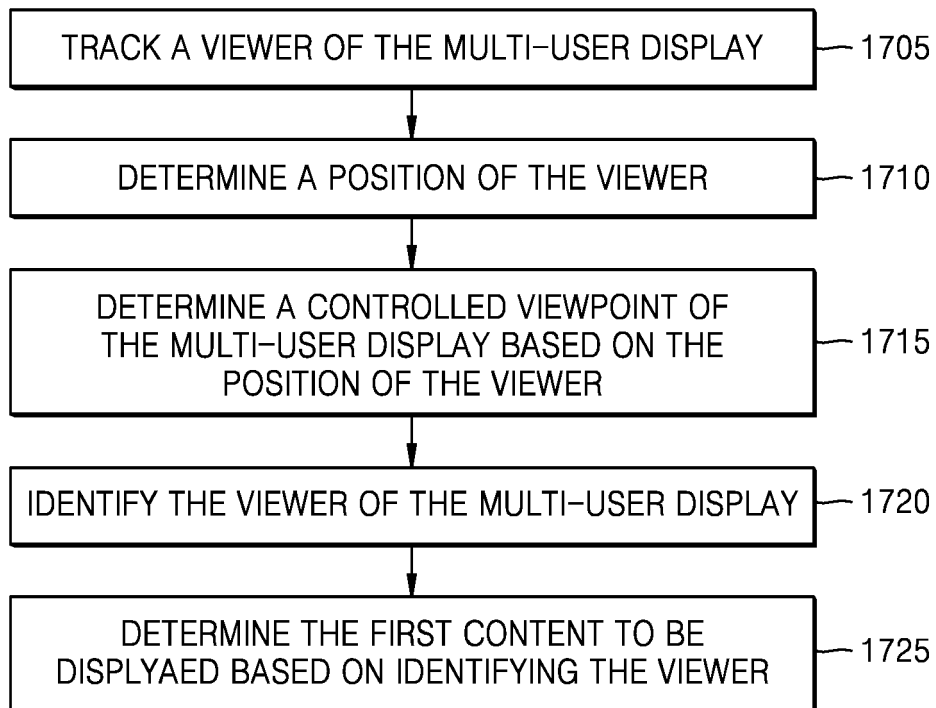 TRACK A VIEWER OF THE MULTI-USER DISPLAY
1705
DETERMINE A POSITION OF THE VIEWER
1710
DETERMINE A CONTROLLED VIEWPOINT OF
THE MULTI-USER DISPLAY BASED ON THE
POSITION OF THE VIEWER
1715
IDENTIFY THE VIEWER OF THE MULTI-USER DISPLAY
1720
DETERMINE THE FIRST CONTENT TO BE
DISPLYAED BASED ON IDENTIFYING THE VIEWER
1725